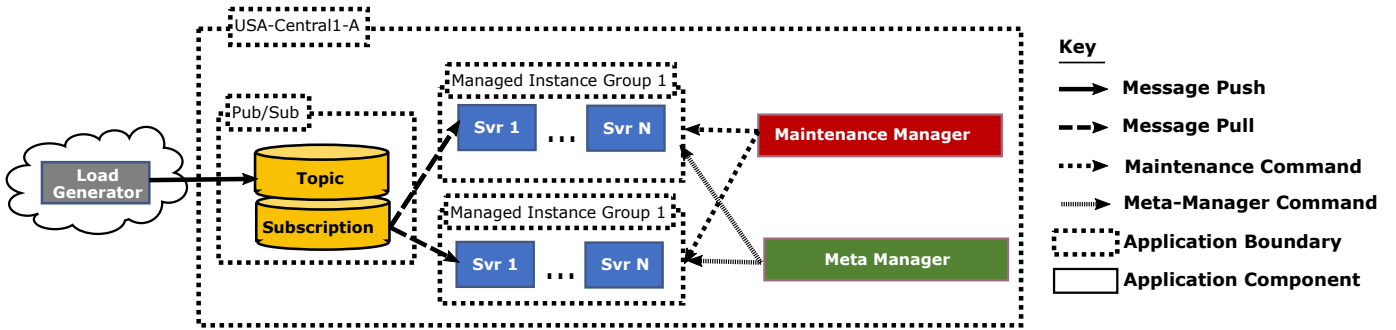 USA-Central1-A
Pub/Sub
Load
Generator
Topic
Subscription
Managed Instance Group 1
Svr 1
...
Svr N
Managed Instance Group 1
Svr 1
...
Svr N
Maintenance Manager
Meta Manager
Key
Message Push
Message Pull
Maintenance Command
Meta-Manager Command
Application Boundary
Application Component